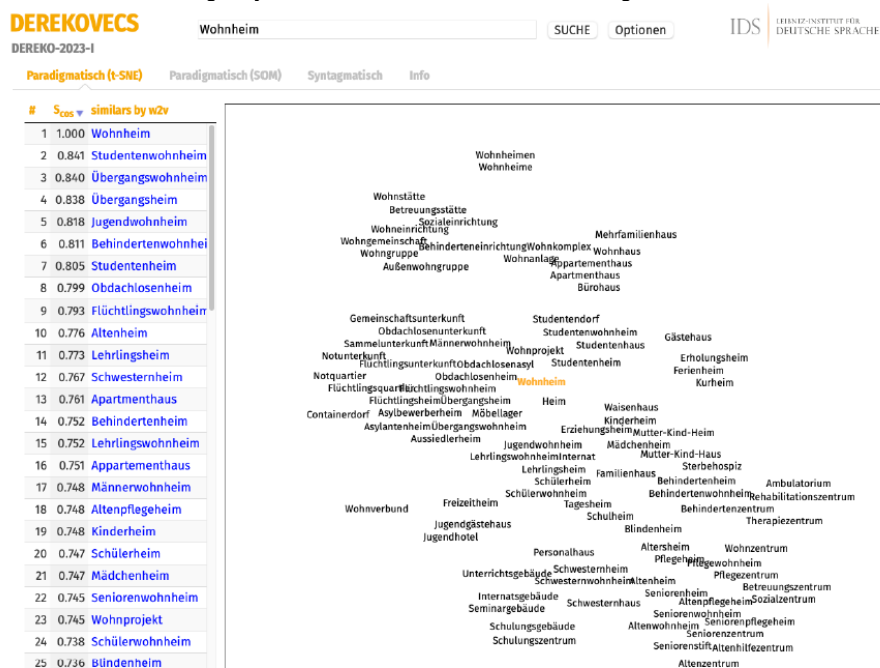 DEREKOVECS
Wohnheim
SUCHE Optionen
IDS LEIBNIZ-INSTITUT FÜR
DEUTSCHE SPRACHE
DEREKO-2023-I
Paradigmatisch (t-SNE) Paradigmatisch (SOM) Syntagmatisch Info
# Scos ▼ similars by w2v
1 1.000 Wohnheim
2 0.841 Studentenwohnheim
3 0.840 Übergangswohnheim
4 0.838 Übergangsheim
5 0.818 Jugendwohnheim
6 0.811 Behindertenwohnhei
7 0.805 Studentenheim
8 0.799 Obdachlosenheim
9 0.793 Flüchtlingswohnheim
10 0.776 Altenheim
11 0.773 Lehrlingsheim
12 0.767 Schwesternheim
13 0.761 Apartmenthaus
14 0.752 Behindertenheim
15 0.752 Lehrlingswohnheim
16 0.751 Appartementhaus
17 0.748 Männerwohnheim
18 0.748 Altenpflegeheim
19 0.748 Kinderheim
20 0.747 Schülerheim
21 0.747 Mädchenheim
22 0.745 Seniorenwohnheim
23 0.745 Wohnprojekt
24 0.738 Schülerwohnheim
25 0.736 Blindenheim
Wohnheimen
Wohnheime
Wohnstätte
Betreuungsstätte
Sozialeinrichtung
Wohneinrichtung
Mehrfamilienhaus
Wohngemeinschaft
Behinderteneinrichtung Wohnkomplex
Wohngruppe
Wohnhaus
Wohnanlage
Appartementhaus
Außenwohngruppe
Apartmenthaus
Bürohaus
Gemeinschaftsunterkunft
Studentendorf
Obdachlosenunterkunft
Studentenwohnheim
Gästehaus
Sammelunterkunft Männerwohnheim
Studentenhaus
Wohnprojekt
Notunterkunft
Erholungsheim
Flüchtlingsunterkunft Obdachlosenasyl
Studentenheim
Ferienheim
Notquartier
Obdachlosenheim
Wohnheim
Kurheim
Flüchtlingsquartier
Flüchtlingswohnheim
Flüchtlingsheim Übergangsheim
Heim
Waisenhaus
Containerdorf
Asylbewerberheim
Möbellager
Kinderheim
Asylantenheim Übergangswohnheim
Erziehungsheim
Mutter-Kind-Heim
Aussiedlerheim
Jugendwohnheim
Mädchenheim
Lehrlingswohnheim Internat
Mutter-Kind-Haus
Sterbehospiz
Lehrlingsheim
Familienhaus
Schülerheim
Behindertenheim
Ambulatorium
Schülerwohnheim
Behindertenwohnheim
Rehabilitationszentrum
Freizeitheim
Tagesheim
Wohnverbund
Behindertenzentrum
Schulheim
Therapiezentrum
Jugendgästehaus
Blindenheim
Jugendhotel
Altersheim
Wohnzentrum
Personalhaus
Pflegeheim
Pflegewohnheim
Unterrichtsgebäude
Schwesternheim
Pflegezentrum
Schwesternwohnheim Altenheim
Betreuungszentrum
Internatsgebäude
Seniorenheim
Schwesternhaus
Altenpflegeheim Sozialzentrum
Seminargebäude
Seniorenwohnheim
Schulungsgebäude
Altenwohnheim
Seniorenpflegeheim
Seniorenzentrum
Schulungszentrum
Seniorenstift Altenhilfezentrum
Altenzentrum